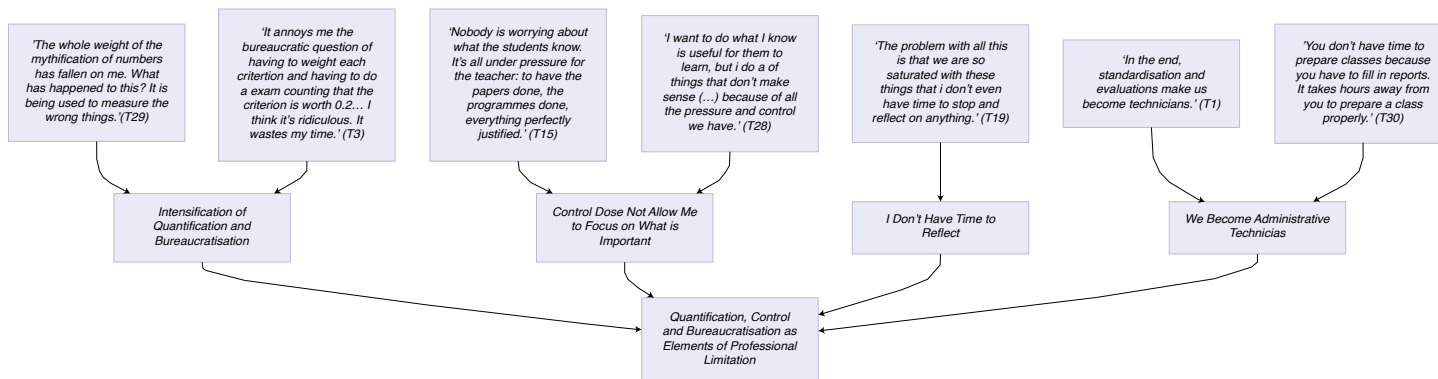 'The whole weight of the
mythification of numbers
has fallen on me. What
has happened to this? It is
being used to measure the
wrong things.'(T29)
'It annoys me the
bureaucratic question of
having to weight each
critertion and having to do
a exam counting that the
criterion is worth 0.2... I
think it's ridiculous. It
wastes my time.' (T3)
'Nobody is worrying about
what the students know.
It's all under pressure for
the teacher: to have the
papers done, the
programmes done,
everything perfectly
justified.' (T15)
'I want to do what I know
is useful for them to
learn, but i do a of
things that don't make
sense (...) because of all
the pressure and control
we have.' (T28)
'The problem with all this
is that we are so
saturated with these
things that i don't even
have time to stop and
reflect on anything.' (T19)
'In the end,
standardisation and
evaluations make us
become technicians.' (T1)
'You don't have time to
prepare classes because
you have to fill in reports.
It takes hours away from
you to prepare a class
properly.' (T30)
Intensification of
Quantification and
Bureaucratisation
Control Dose Not Allow Me
to Focus on What is
Important
I Don't Have Time to
Reflect
We Become Administrative
Technicias
Quantification, Control
and Bureaucratisation as
Elements of Professional
Limitation